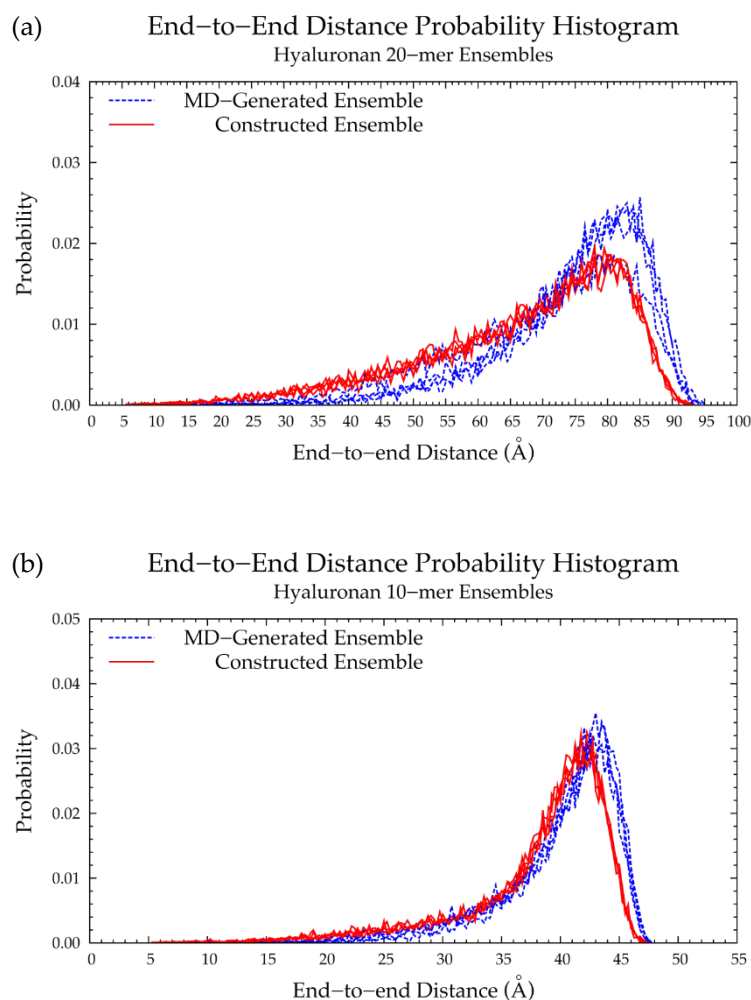 (a)
End−to−End Distance Probability Histogram
Hyaluronan 20−mer Ensembles
MD−Generated Ensemble
Constructed Ensemble
0.04
0.03
0.02
0.01
0.00
Probability
0 5 10 15 20 25 30 35 40 45 50 55 60 65 70 75 80 85 90 95 100
End−to−end Distance (Å)
(b)
End−to−End Distance Probability Histogram
Hyaluronan 10−mer Ensembles
MD−Generated Ensemble
Constructed Ensemble
0.05
0.04
0.03
0.02
0.01
0.00
Probability
0 5 10 15 20 25 30 35 40 45 50 55
End−to−end Distance (Å)